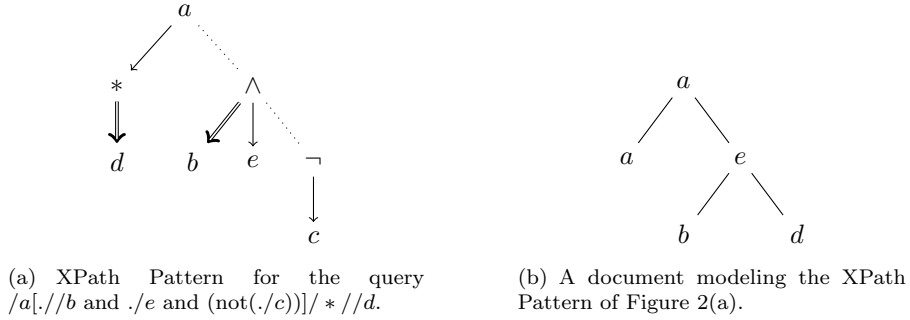 a
* ∧
d b e ¬
c
a
a e
b d
(a) XPath Pattern for the query
/a[.//b and ./e and (not(./c))]/ * //d.
(b) A document modeling the XPath
Pattern of Figure 2(a).